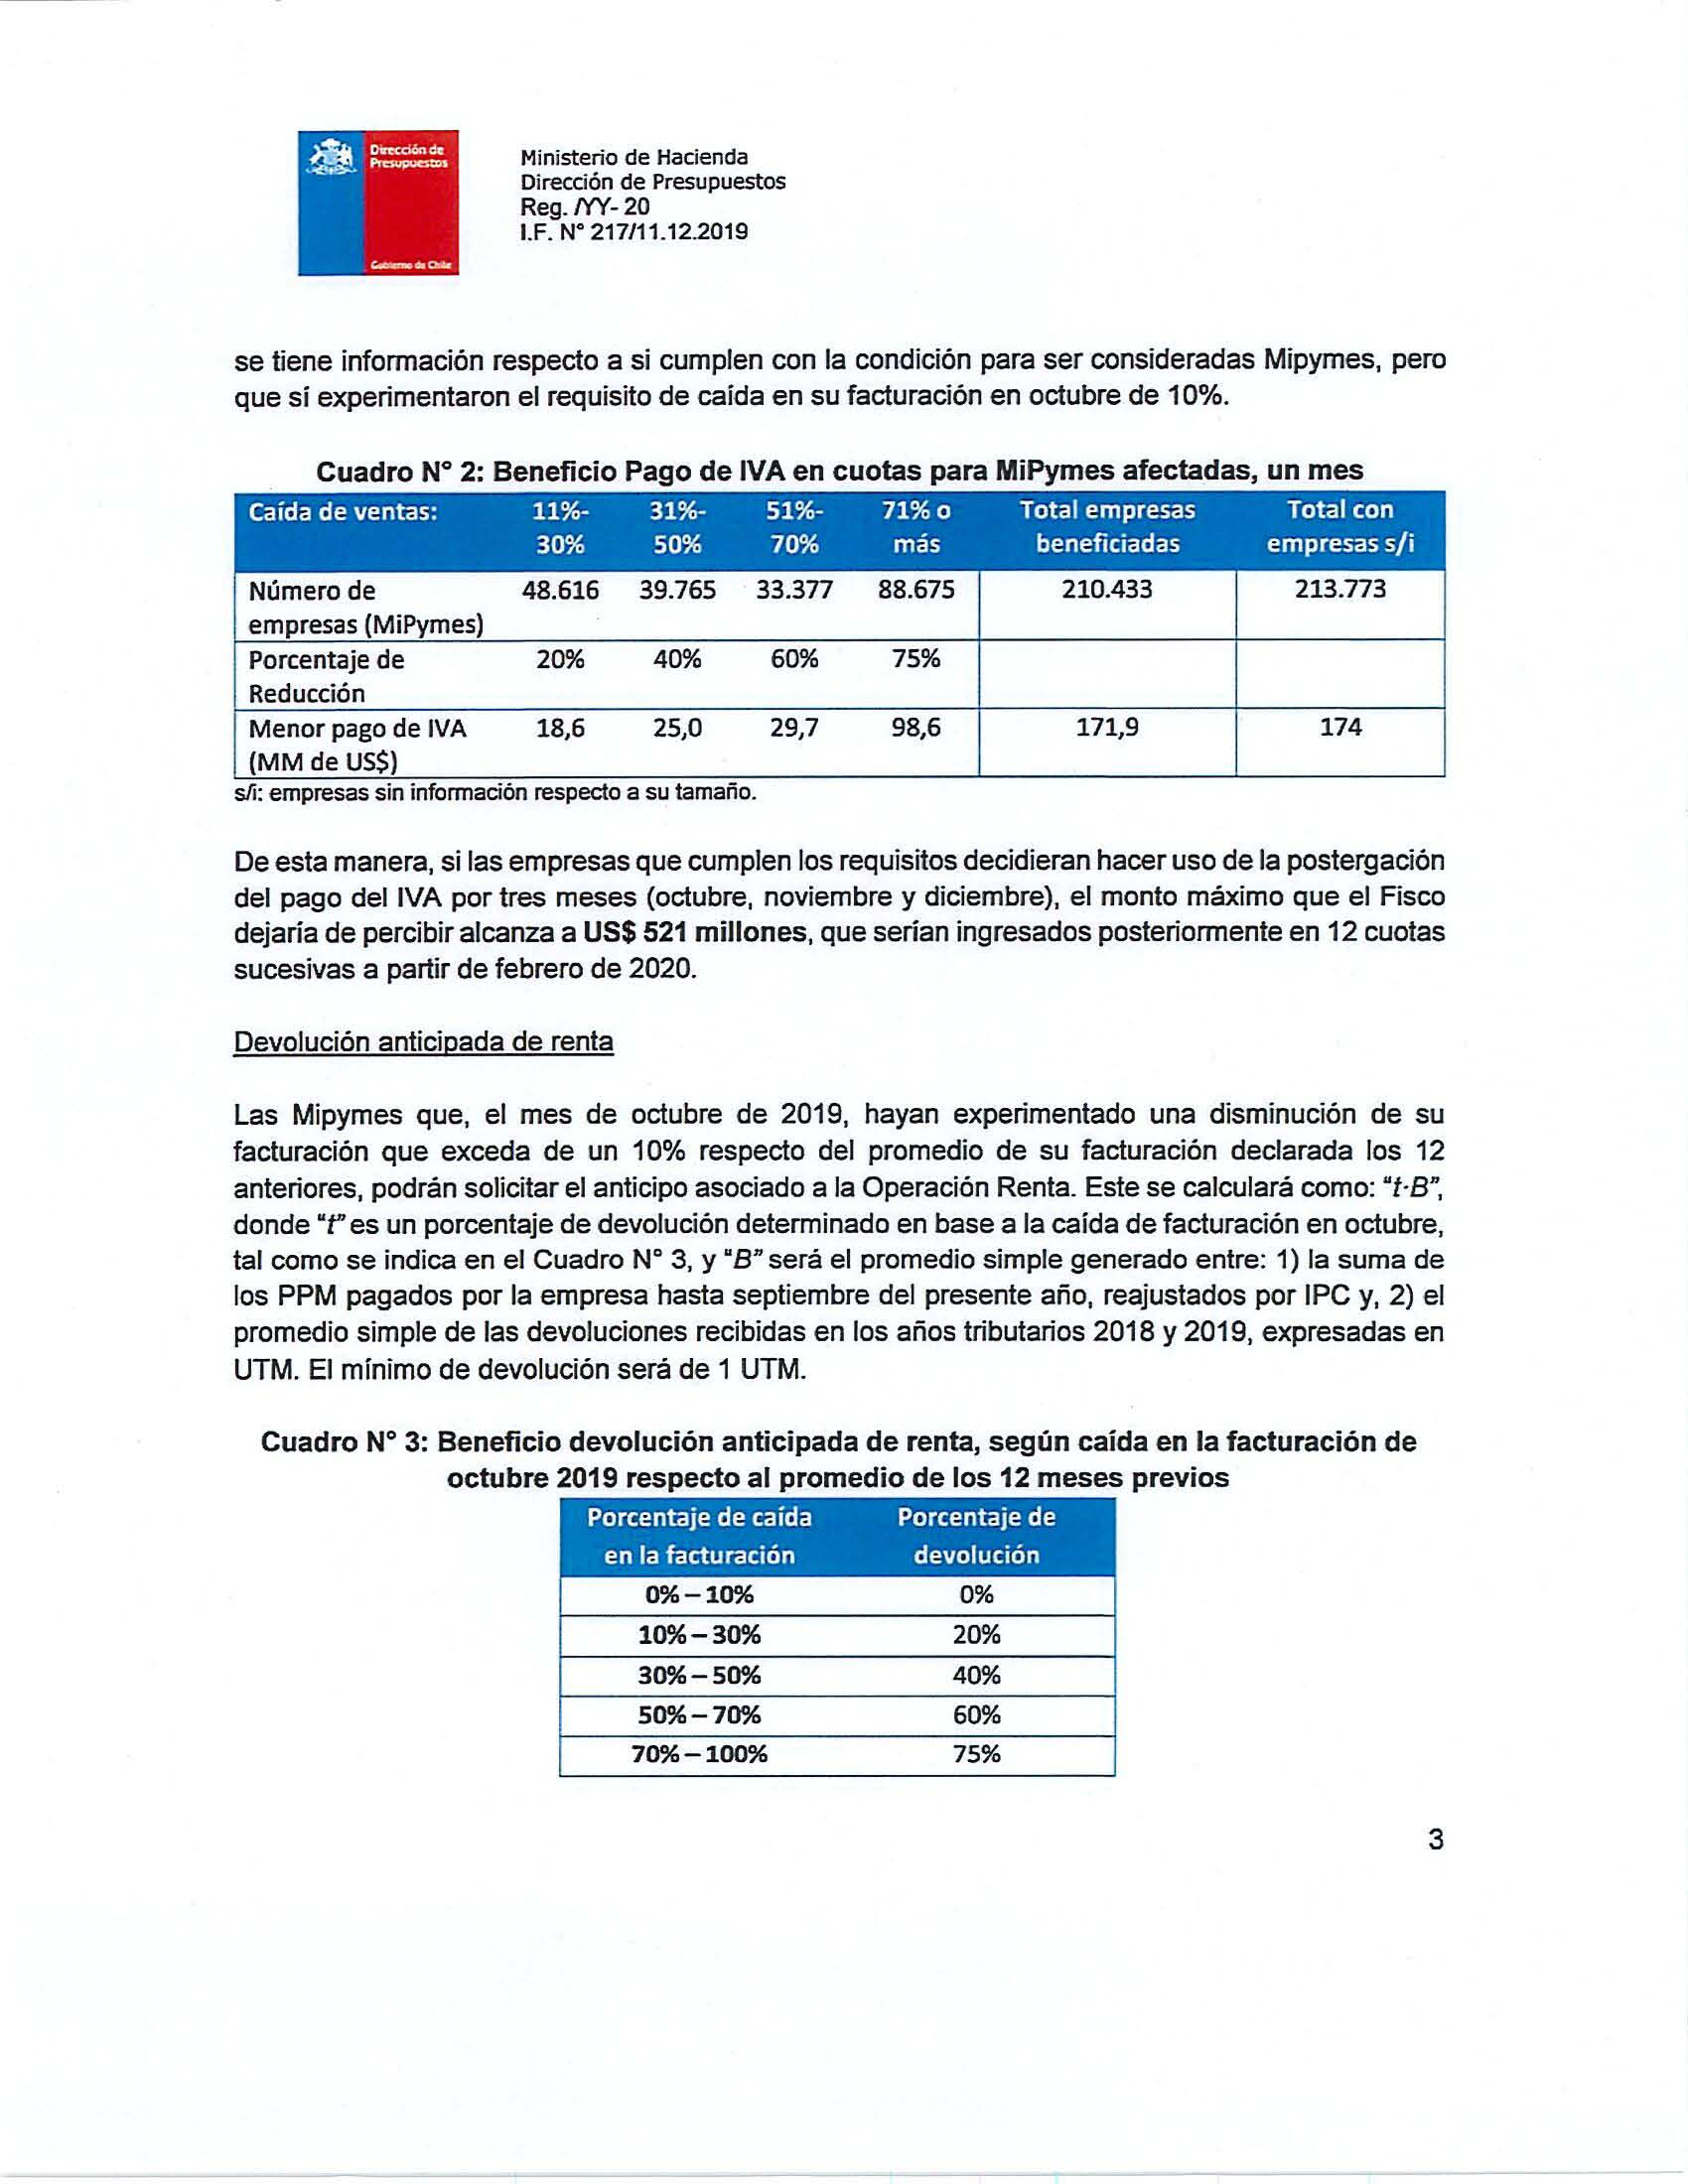 Dirección de
Presupuestos
Gobierno de Chile
Ministerio de Hacienda
Dirección de Presupuestos
Reg. /YY- 20
I.F. N° 217/11.12.2019
se tiene información respecto a si cumplen con la condición para ser consideradas Mipymes, pero
que sí experimentaron el requisito de caída en su facturación en octubre de 10%.
Cuadro N° 2: Beneficio Pago de IVA en cuotas para MiPymes afectadas, un mes
Caída de ventas: 11%- 31%- 51%- 71% o Total empresas Total con
30% 50% 70% más beneficiadas empresas s/i
Número de 48.616 39.765 33.377 88.675 210.433 213.773
empresas (MiPymes)
Porcentaje de 20% 40% 60% 75%
Reducción
Menor pago de IVA 18,6 25,0 29,7 98,6 171,9 174
(MM de US$)
s/i: empresas sin información respecto a su tamaño.
De esta manera, si las empresas que cumplen los requisitos decidieran hacer uso de la postergación
del pago del IVA por tres meses (octubre, noviembre y diciembre), el monto máximo que el Fisco
dejaría de percibir alcanza a US$ 521 millones, que serían ingresados posteriormente en 12 cuotas
sucesivas a partir de febrero de 2020.
Devolución anticipada de renta
Las Mipymes que, el mes de octubre de 2019, hayan experimentado una disminución de su
facturación que exceda de un 10% respecto del promedio de su facturación declarada los 12
anteriores, podrán solicitar el anticipo asociado a la Operación Renta. Este se calculará como: "t·B",
donde "t" es un porcentaje de devolución determinado en base a la caída de facturación en octubre,
tal como se indica en el Cuadro N° 3, y "B" será el promedio simple generado entre: 1) la suma de
los PPM pagados por la empresa hasta septiembre del presente año, reajustados por IPC y, 2) el
promedio simple de las devoluciones recibidas en los años tributarios 2018 y 2019, expresadas en
UTM. El mínimo de devolución será de 1 UTM.
Cuadro N° 3: Beneficio devolución anticipada de renta, según caída en la facturación de
octubre 2019 respecto al promedio de los 12 meses previos
Porcentaje de caída Porcentaje de
en la facturación devolución
0% – 10% 0%
10% – 30% 20%
30% – 50% 40%
50% – 70% 60%
70% – 100% 75%
3